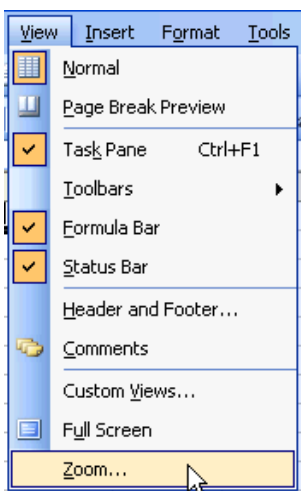 View Insert Format Tools
Normal
Page Break Preview
Task Pane Ctrl+F1
Toolbars
Formula Bar
Status Bar
Header and Footer...
Comments
Custom Views...
Full Screen
Zoom...